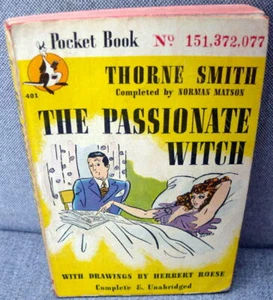 Pocket Book Nº 151,372,077
THORNE SMITH
Completed by NORMAN MATSON
401
THE PASSIONATE
WITCH
WITH DRAWINGS BY HERBERT ROESE
Complete & Unabridged